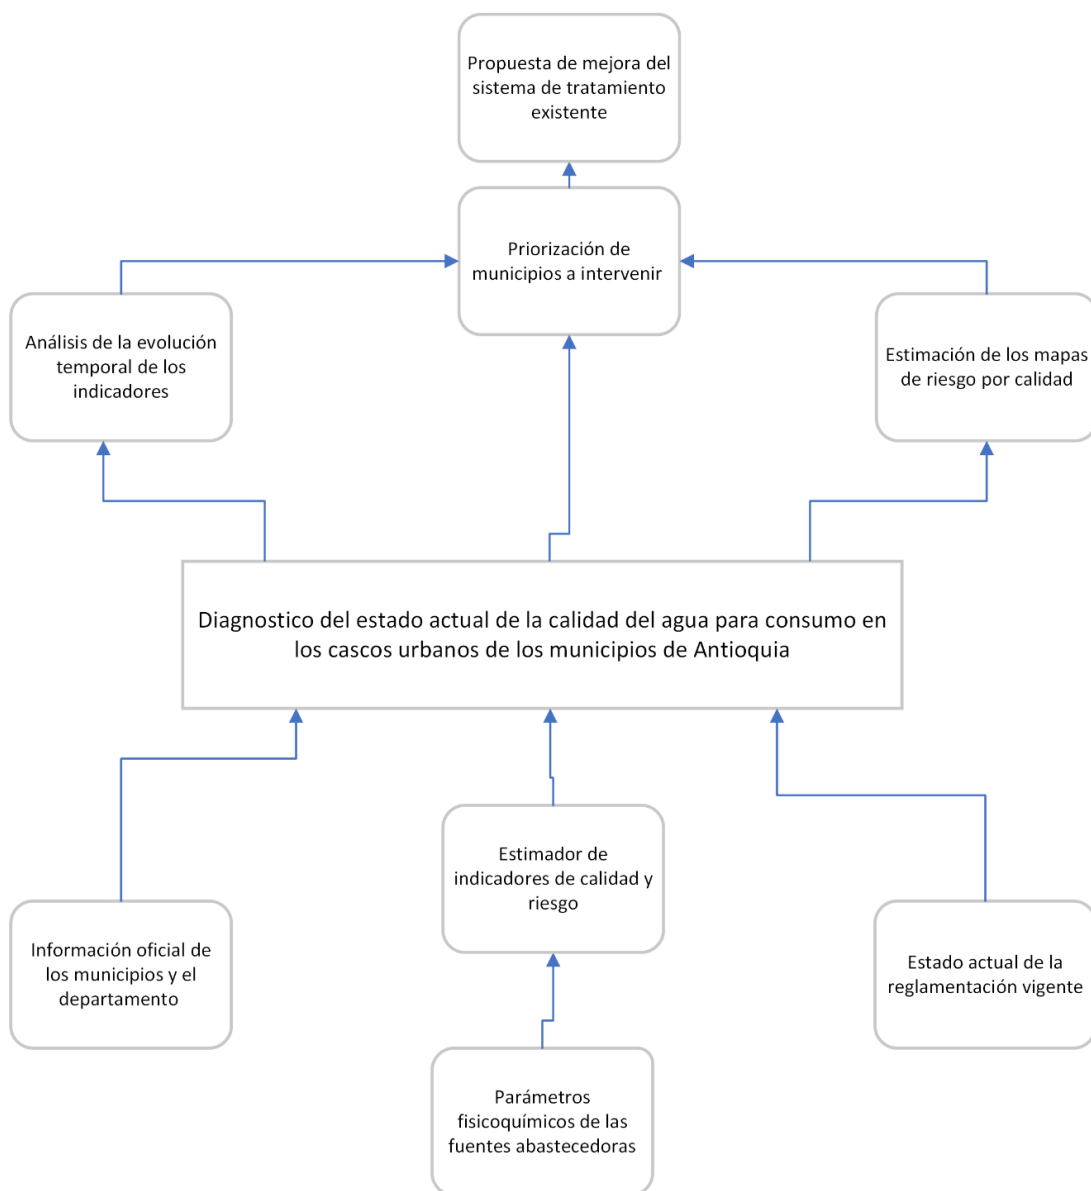 Propuesta de mejora del
sistema de tratamiento
existente
Priorización de
municipios a intervenir
Análisis de la evolución
temporal de los
indicadores
Estimación de los mapas
de riesgo por calidad
Diagnostico del estado actual de la calidad del agua para consumo en
los cascos urbanos de los municipios de Antioquia
Estimador de
indicadores de calidad y
riesgo
Información oficial de
los municipios y el
departamento
Estado actual de la
reglamentación vigente
Parámetros
fisicoquímicos de las
fuentes abastecedoras